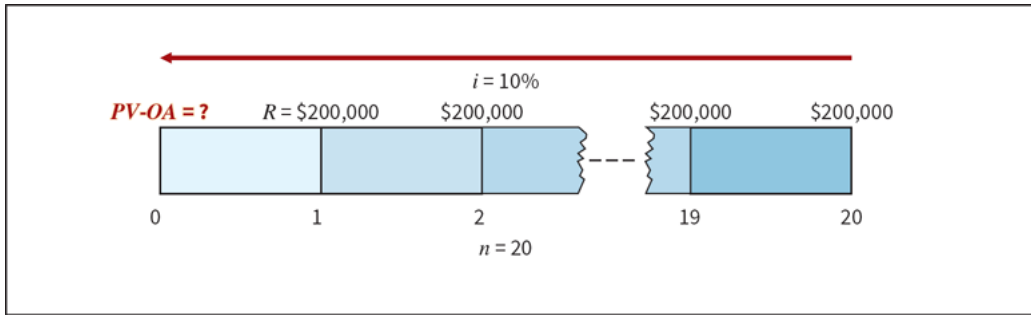 i = 10%
PV-OA = ? R = $200,000 $200,000 $200,000 $200,000
0 1 2 19 20
n = 20